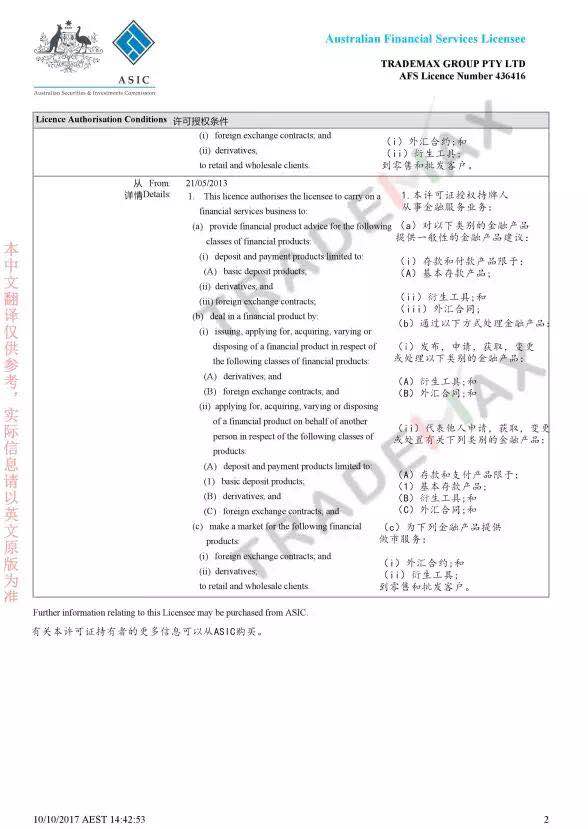 Australian Financial Services Licensee
TRADEMAX GROUP PTY LTD
AFS Licence Number 436416
ASIC
Australian Securities & Investments Commission
Licence Authorisation Conditions 许可授权条件
(i) foreign exchange contracts; and
(ii) derivatives,
to retail and wholesale clients.
(i) 外汇合约;和
(ii) 衍生工具;
到零售和批发客户。
从 From: 21/05/2013
详情Details:
1. This licence authorises the licensee to carry on a
financial services business to:
(a) provide financial product advice for the following
classes of financial products:
(i) deposit and payment products limited to:
(A) basic deposit products;
(ii) derivatives; and
(iii) foreign exchange contracts;
(b) deal in a financial product by:
(i) issuing, applying for, acquiring, varying or
disposing of a financial product in respect of
the following classes of financial products:
(A) derivatives; and
(B) foreign exchange contracts; and
(ii) applying for, acquiring, varying or disposing
of a financial product on behalf of another
person in respect of the following classes of
products:
(A) deposit and payment products limited to:
(1) basic deposit products;
(B) derivatives; and
(C) foreign exchange contracts; and
(c) make a market for the following financial
products:
(i) foreign exchange contracts; and
(ii) derivatives;
to retail and wholesale clients.
1.本许可证授权持牌人
从事金融服务业务:
(a) 对以下类别的金融产品
提供一般性的金融产品建议:
(i) 存款和付款产品限于:
(A) 基本存款产品;
(ii) 衍生工具;和
(iii) 外汇合同;
(b) 通过以下方式处理金融产品:
(i) 发布, 申请, 获取, 变更
或处理以下类别的金融产品:
(A) 衍生工具;和
(B) 外汇合同;和
(ii) 代表他人申请, 获取, 变更
或处置有关下列类别的金融产品:
(A) 存款和支付产品限于:
(1) 基本存款产品;
(B) 衍生工具;和
(C) 外汇合同;和
(c) 为下列金融产品提供
做市服务:
(i) 外汇合约;和
(ii) 衍生工具;
到零售和批发客户。
TRADEMAX
TRADEMAX
本中文翻译仅供参考,实际信息请以英文原版为准
Further information relating to this Licensee may be purchased from ASIC.
有关本许可证持有者的更多信息可以从ASIC购买。
10/10/2017 AEST 14:42:53
2